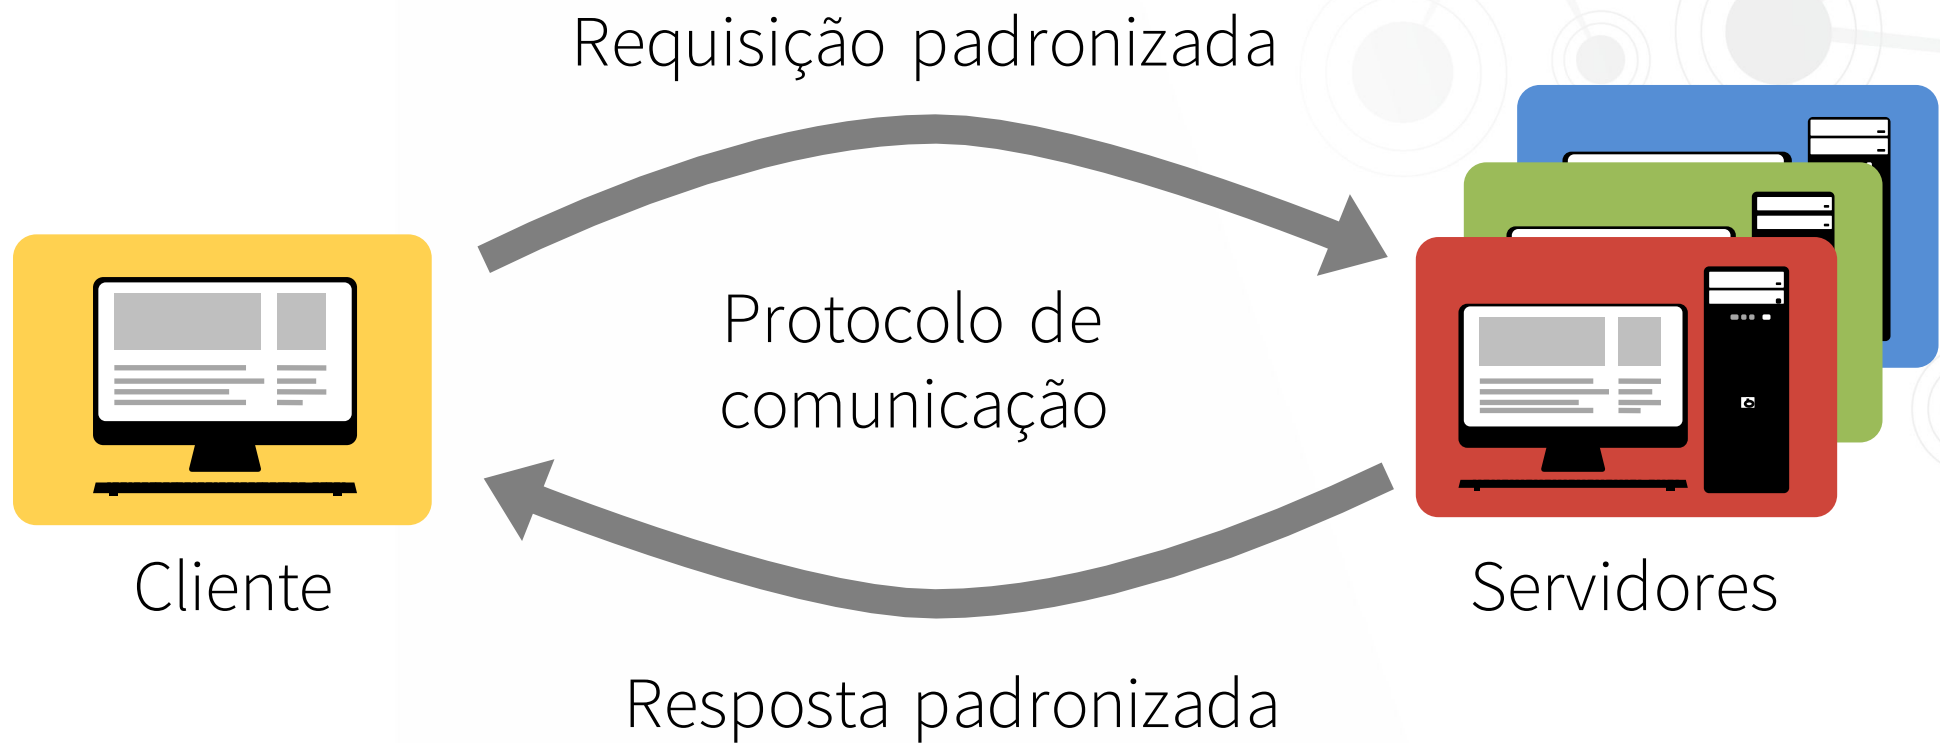 Requisição padronizada
Protocolo de
comunicação
Cliente
Servidores
Resposta padronizada